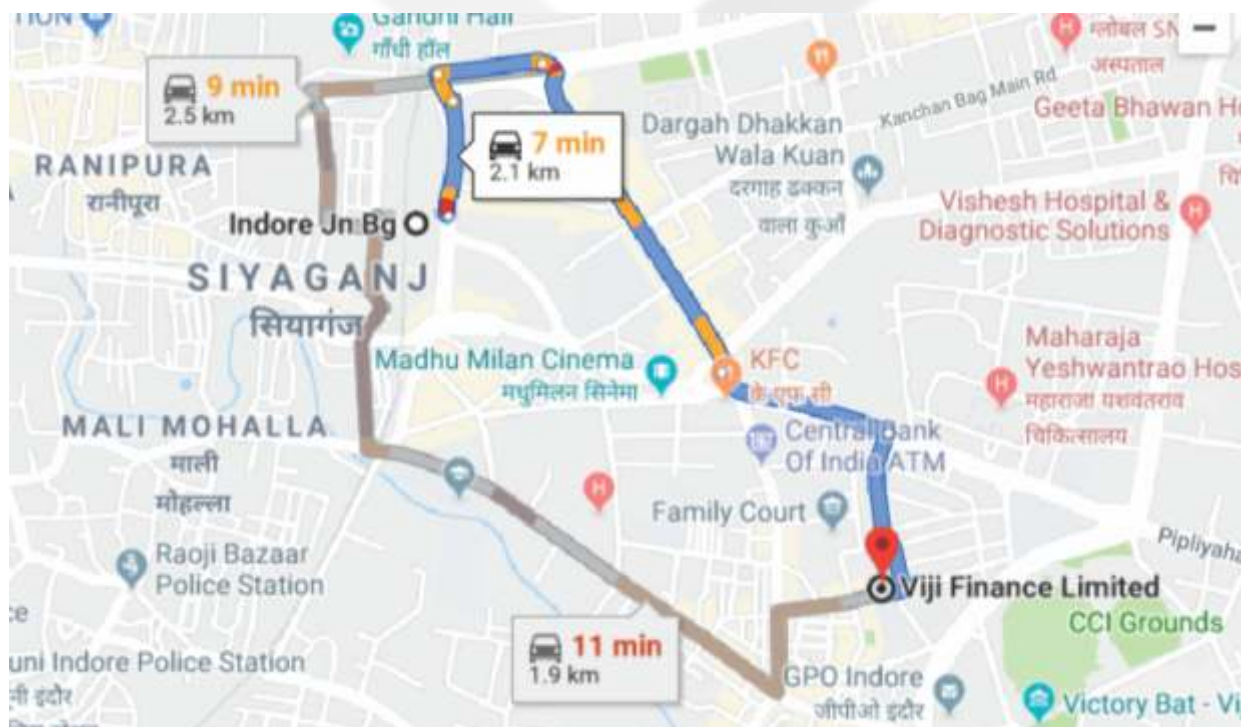 Gandhi Hall
गाँधी हॉल
9 min
2.5 km
RANIPURA
रानीपूरा
7 min
2.1 km
Indore Jn Bg
SIYAGANJ
सियागंज
Dargah Dhakkan
Wala Kuan
दरगाह ढक्कन
वाला कुआँ
Kanchan Bag Main Rd
ग्लोबल SN
अस्पताल
Geeta Bhawan Ho
Vishesh Hospital &
Diagnostic Solutions
Madhu Milan Cinema
मधुमिलन सिनेमा
KFC
के एफ सी
Maharaja
Yeshwantrao Hos
महाराजा यशवंतराव
चिकित्सालय
MALI MOHALLA
माली
मोहल्ला
Central Bank
Of India ATM
Family Court
Raoji Bazaar
Police Station
Viji Finance Limited
Pipliyaha
CCI Grounds
11 min
1.9 km
uni Indore Police Station
नी इंदौर
GPO Indore
जीपीओ इंदौर
Victory Bat - Vi